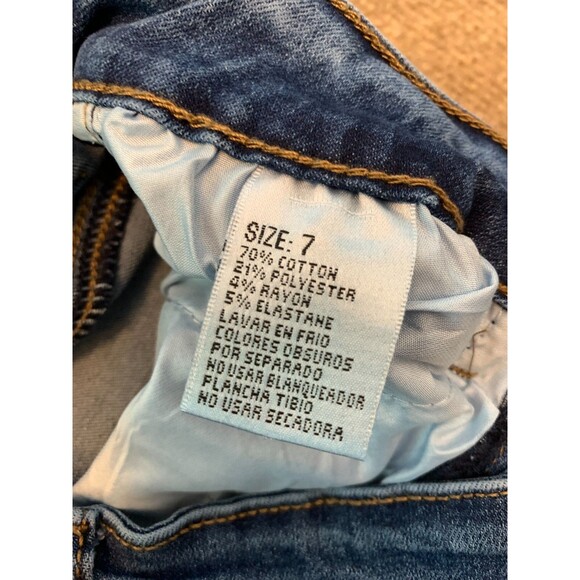 SIZE: 7
70% COTTON
21% POLYESTER
4% RAYON
5% ELASTANE
LAVAR EN FRIO
COLORES OBSUROS
POR SEPARADO
NO USAR BLANQUEADOR
PLANCHA TIBIO
NO USAR SECADORA